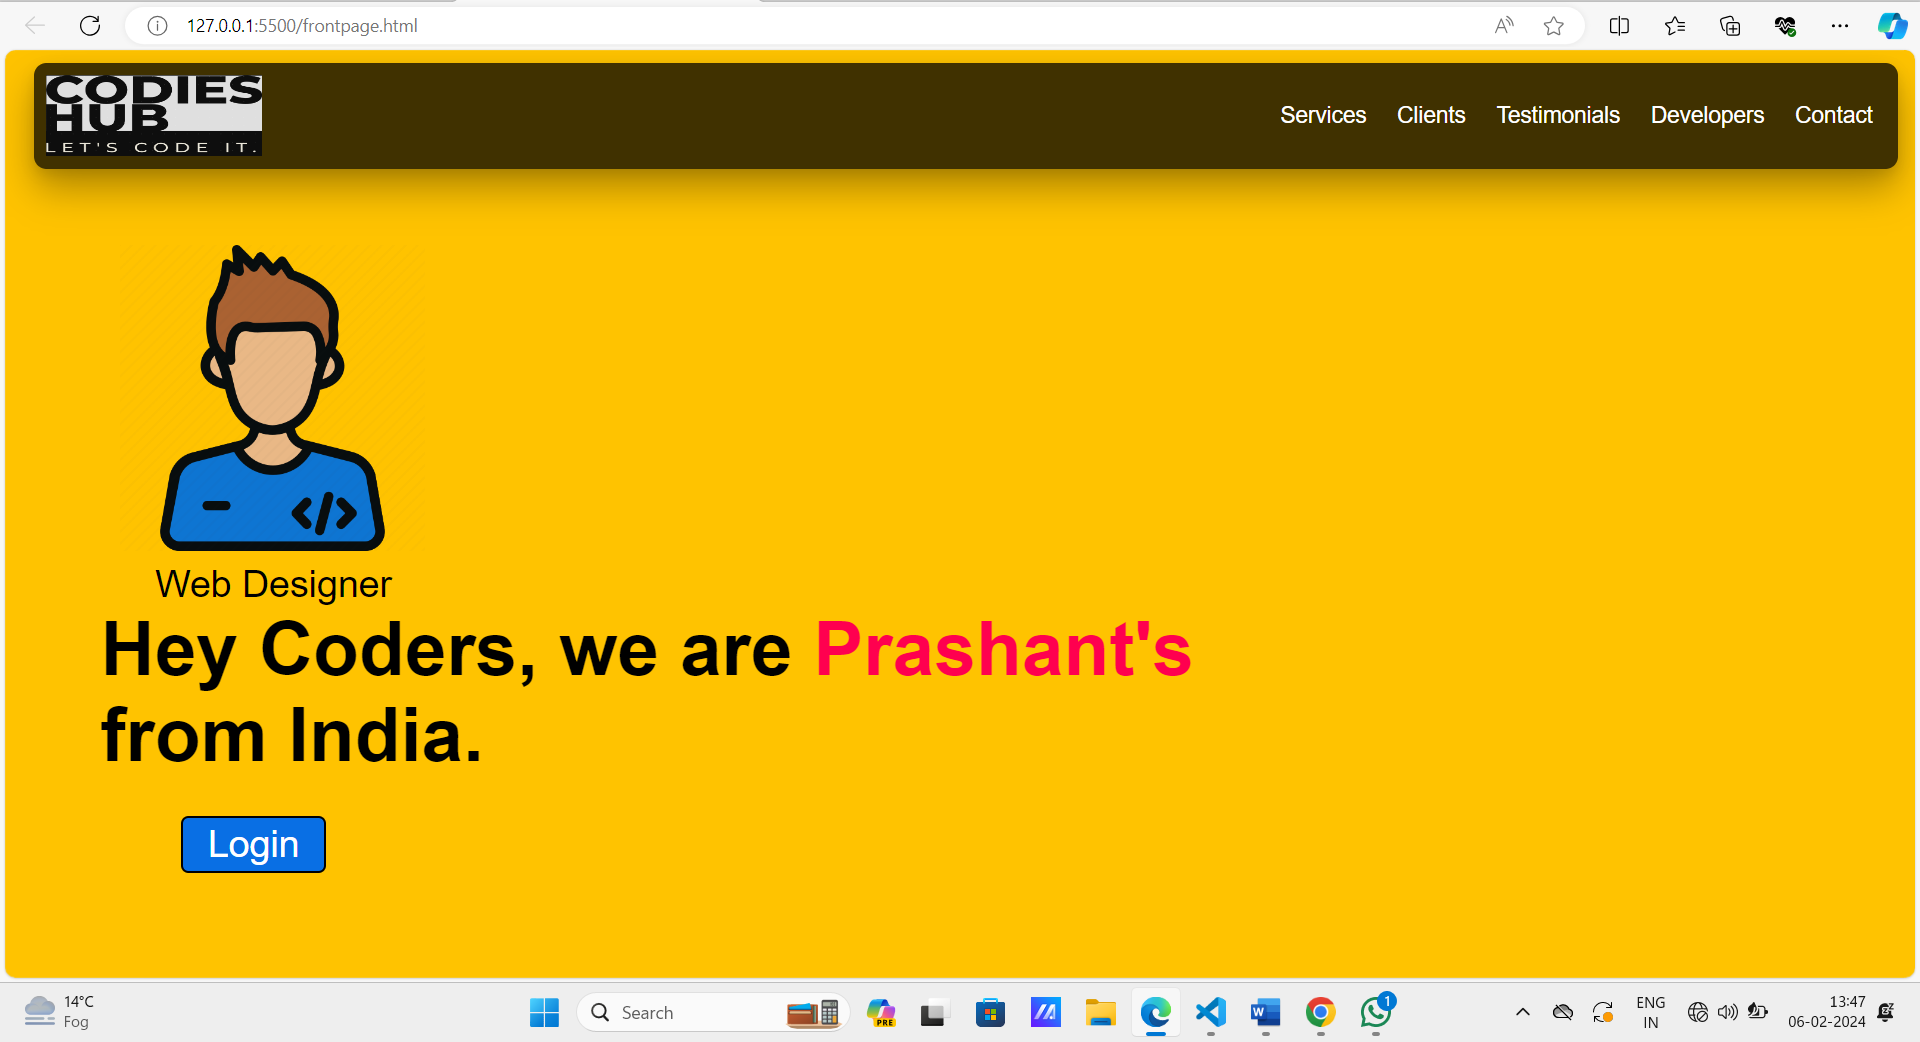 127.0.0.1:5500/frontpage.html
CODIES
HUB
LET'S CODE IT.
Services Clients Testimonials Developers Contact
</>
Web Designer
Hey Coders, we are Prashant's
from India.
Login
14°C
Fog
Search
PRE
1
ENG
IN
13:47
06-02-2024